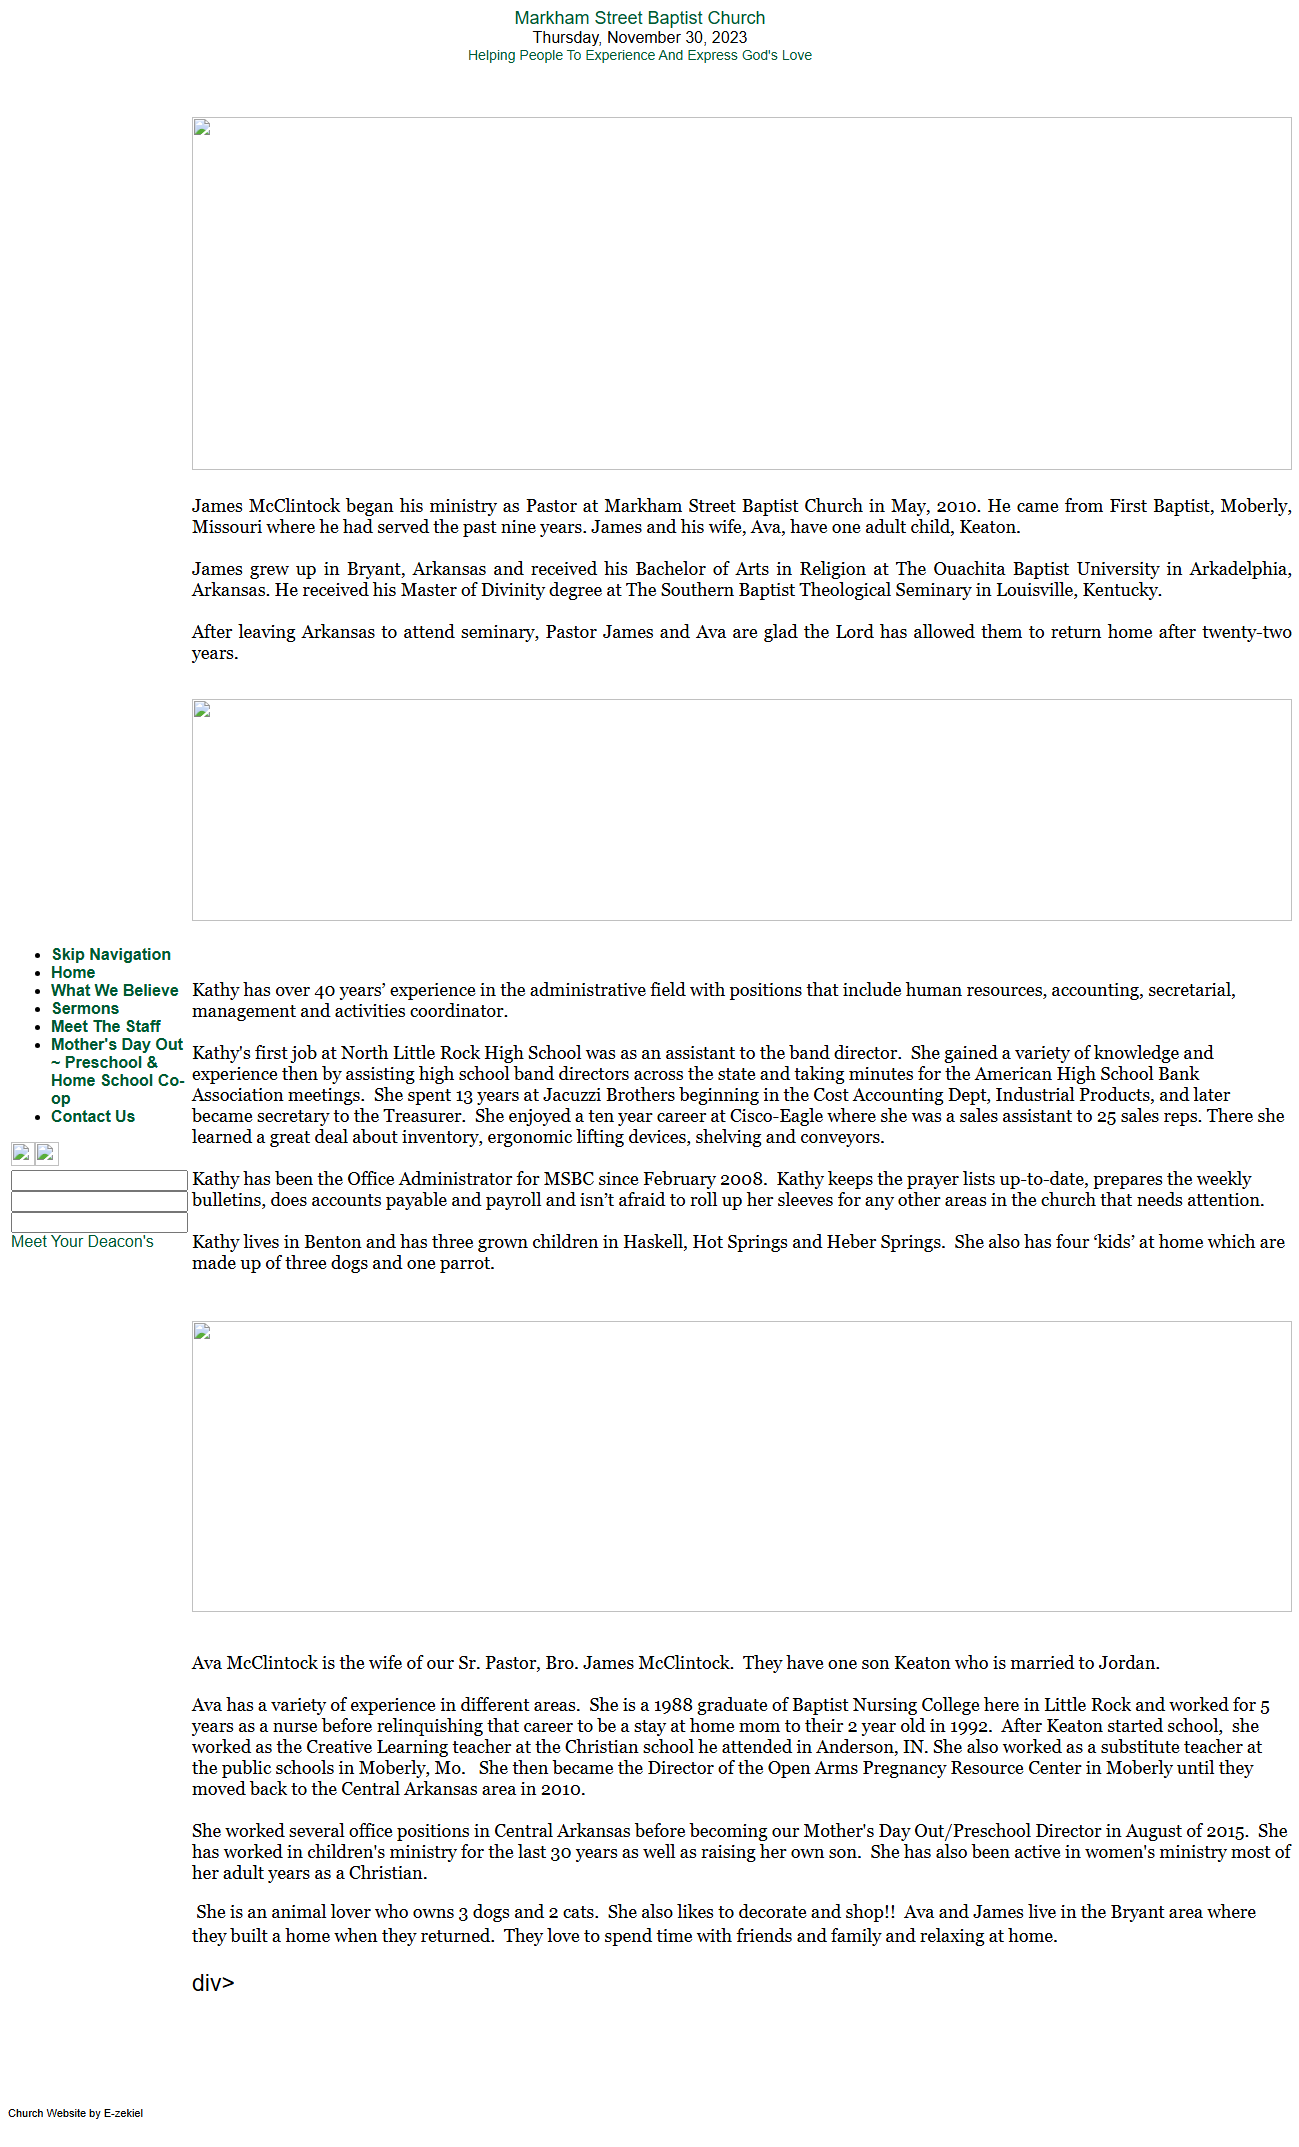 Markham Street Baptist Church
Thursday, November 30, 2023
Helping People To Experience And Express God's Love
Skip Navigation
Home
What We Believe
Sermons
Meet The Staff
Mother's Day Out
~ Preschool &
Home School Co-
op
Contact Us
Meet Your Deacon's
James McClintock began his ministry as Pastor at Markham Street Baptist Church in May, 2010. He came from First Baptist, Moberly,
Missouri where he had served the past nine years. James and his wife, Ava, have one adult child, Keaton.
James grew up in Bryant, Arkansas and received his Bachelor of Arts in Religion at The Ouachita Baptist University in Arkadelphia,
Arkansas. He received his Master of Divinity degree at The Southern Baptist Theological Seminary in Louisville, Kentucky.
After leaving Arkansas to attend seminary, Pastor James and Ava are glad the Lord has allowed them to return home after twenty-two
years.
Kathy has over 40 years’ experience in the administrative field with positions that include human resources, accounting, secretarial,
management and activities coordinator.
Kathy's first job at North Little Rock High School was as an assistant to the band director.  She gained a variety of knowledge and
experience then by assisting high school band directors across the state and taking minutes for the American High School Bank
Association meetings.  She spent 13 years at Jacuzzi Brothers beginning in the Cost Accounting Dept, Industrial Products, and later
became secretary to the Treasurer.  She enjoyed a ten year career at Cisco-Eagle where she was a sales assistant to 25 sales reps. There she
learned a great deal about inventory, ergonomic lifting devices, shelving and conveyors.
Kathy has been the Office Administrator for MSBC since February 2008.  Kathy keeps the prayer lists up-to-date, prepares the weekly
bulletins, does accounts payable and payroll and isn’t afraid to roll up her sleeves for any other areas in the church that needs attention.
Kathy lives in Benton and has three grown children in Haskell, Hot Springs and Heber Springs.  She also has four ‘kids’ at home which are
made up of three dogs and one parrot.
Ava McClintock is the wife of our Sr. Pastor, Bro. James McClintock.  They have one son Keaton who is married to Jordan.
Ava has a variety of experience in different areas.  She is a 1988 graduate of Baptist Nursing College here in Little Rock and worked for 5
years as a nurse before relinquishing that career to be a stay at home mom to their 2 year old in 1992.  After Keaton started school,  she
worked as the Creative Learning teacher at the Christian school he attended in Anderson, IN. She also worked as a substitute teacher at
the public schools in Moberly, Mo.   She then became the Director of the Open Arms Pregnancy Resource Center in Moberly until they
moved back to the Central Arkansas area in 2010.
She worked several office positions in Central Arkansas before becoming our Mother's Day Out/Preschool Director in August of 2015.  She
has worked in children's ministry for the last 30 years as well as raising her own son.  She has also been active in women's ministry most of
her adult years as a Christian.
She is an animal lover who owns 3 dogs and 2 cats.  She also likes to decorate and shop!!  Ava and James live in the Bryant area where
they built a home when they returned.  They love to spend time with friends and family and relaxing at home.
div>
Church Website by E-zekiel